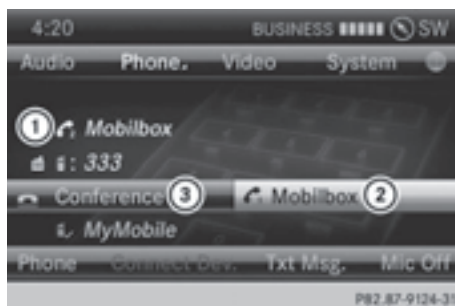 4:20 BUSINESS SW
Audio Phone. Video System
1 Mobilbox
: 333
Conference 3 Mobilbox 2
MyMobile
Phone Connect Dev. Txt Msg. Mic Off
P82.87-9124-31